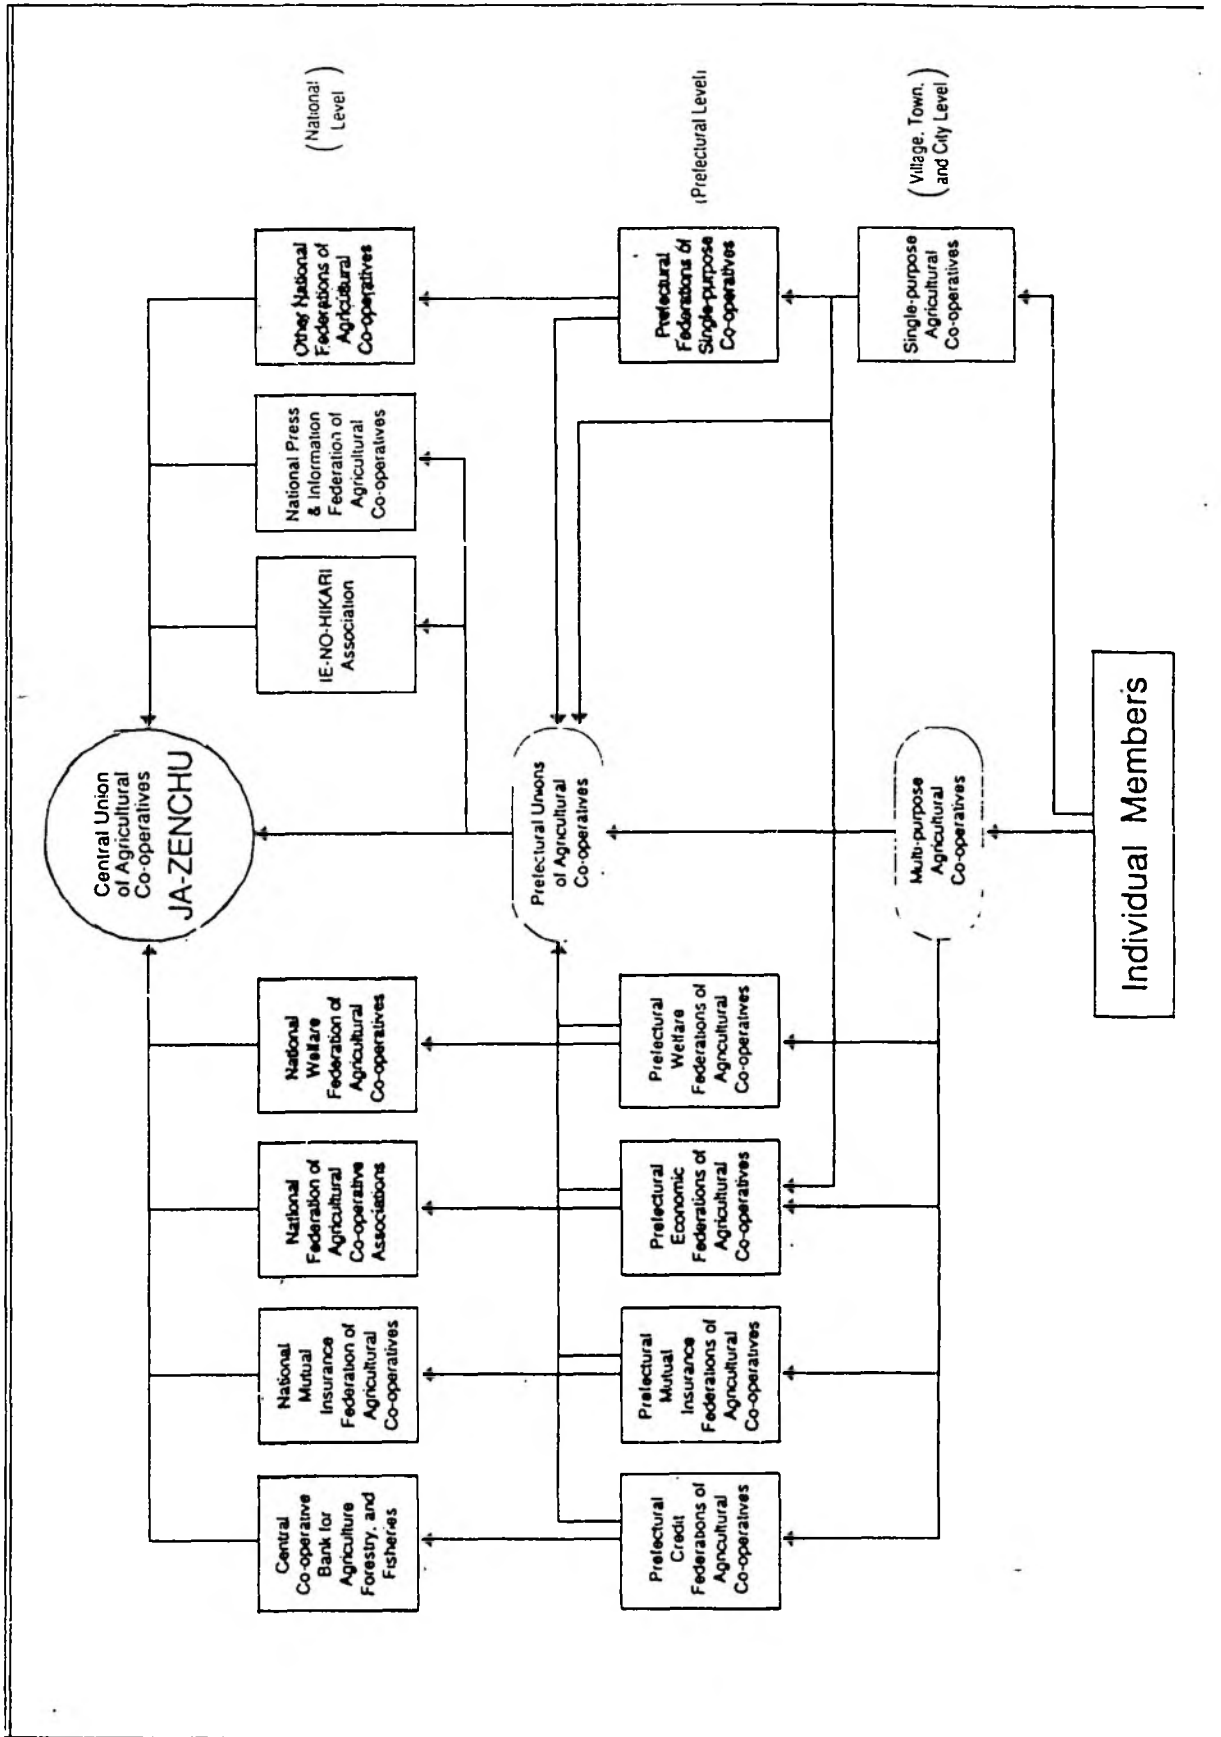 Central Union
of Agricultural
Co-operatives
JA-ZENCHU
Central
Co-operative
Bank for
Agriculture
Forestry, and
Fisheries
National
Mutual
Insurance
Federation of
Agricultural
Co-operatives
National
Federation of
Agricultural
Co-operative
Associations
National
Welfare
Federation of
Agricultural
Co-operatives
IE-NO-HIKARI
Association
National Press
& Information
Federation of
Agricultural
Co-operatives
Other National
Federations of
Agricultural
Co-operatives
(National
Level)
Prefectural Unions
of Agricultural
Co-operatives
Prefectural
Credit
Federations of
Agricultural
Co-operatives
Prefectural
Mutual
Insurance
Federations of
Agricultural
Co-operatives
Prefectural
Economic
Federations of
Agricultural
Co-operatives
Prefectural
Welfare
Federations of
Agricultural
Co-operatives
Prefectural
Federations of
Single-purpose
Co-operatives
(Prefectural Level)
Multi-purpose
Agricultural
Co-operatives
Single-purpose
Agricultural
Co-operatives
(Village, Town,
and City Level)
Individual Members